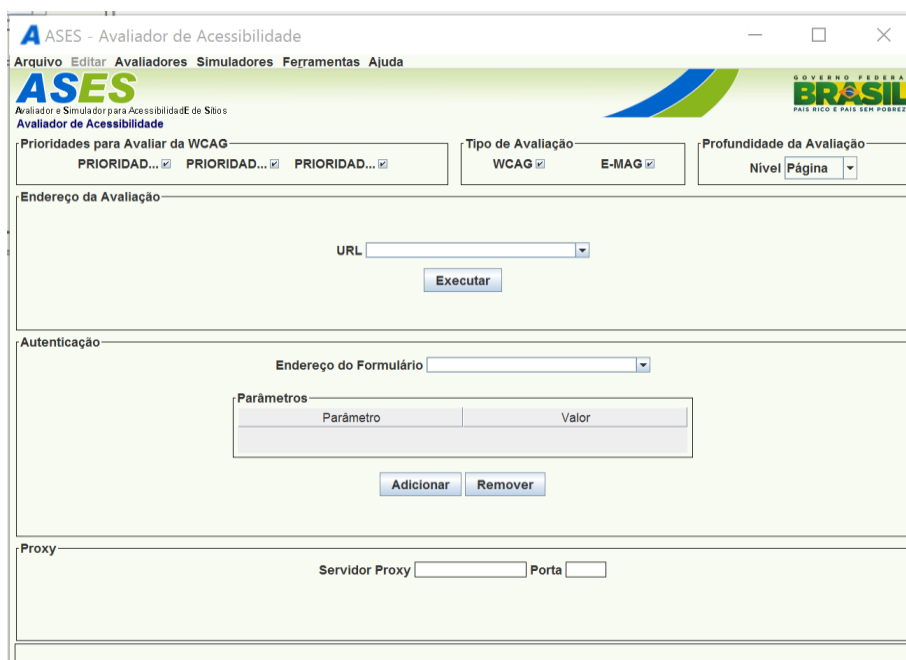 ASES - Avaliador de Acessibilidade
Arquivo Editar Avaliadores Simuladores Ferramentas Ajuda
ASES
Avaliador e Simulador para AcessibilidadE de Sítios
Avaliador de Acessibilidade
GOVERNO FEDERA
BRASIL
PAÍS RICO É PAÍS SEM POBREZ
Prioridades para Avaliar da WCAG
PRIORIDAD... PRIORIDAD... PRIORIDAD...
Tipo de Avaliação
WCAG E-MAG
Profundidade da Avaliação
Nível Página
Endereço da Avaliação
URL
Executar
Autenticação
Endereço do Formulário
Parâmetros
Parâmetro Valor
Adicionar Remover
Proxy
Servidor Proxy Porta